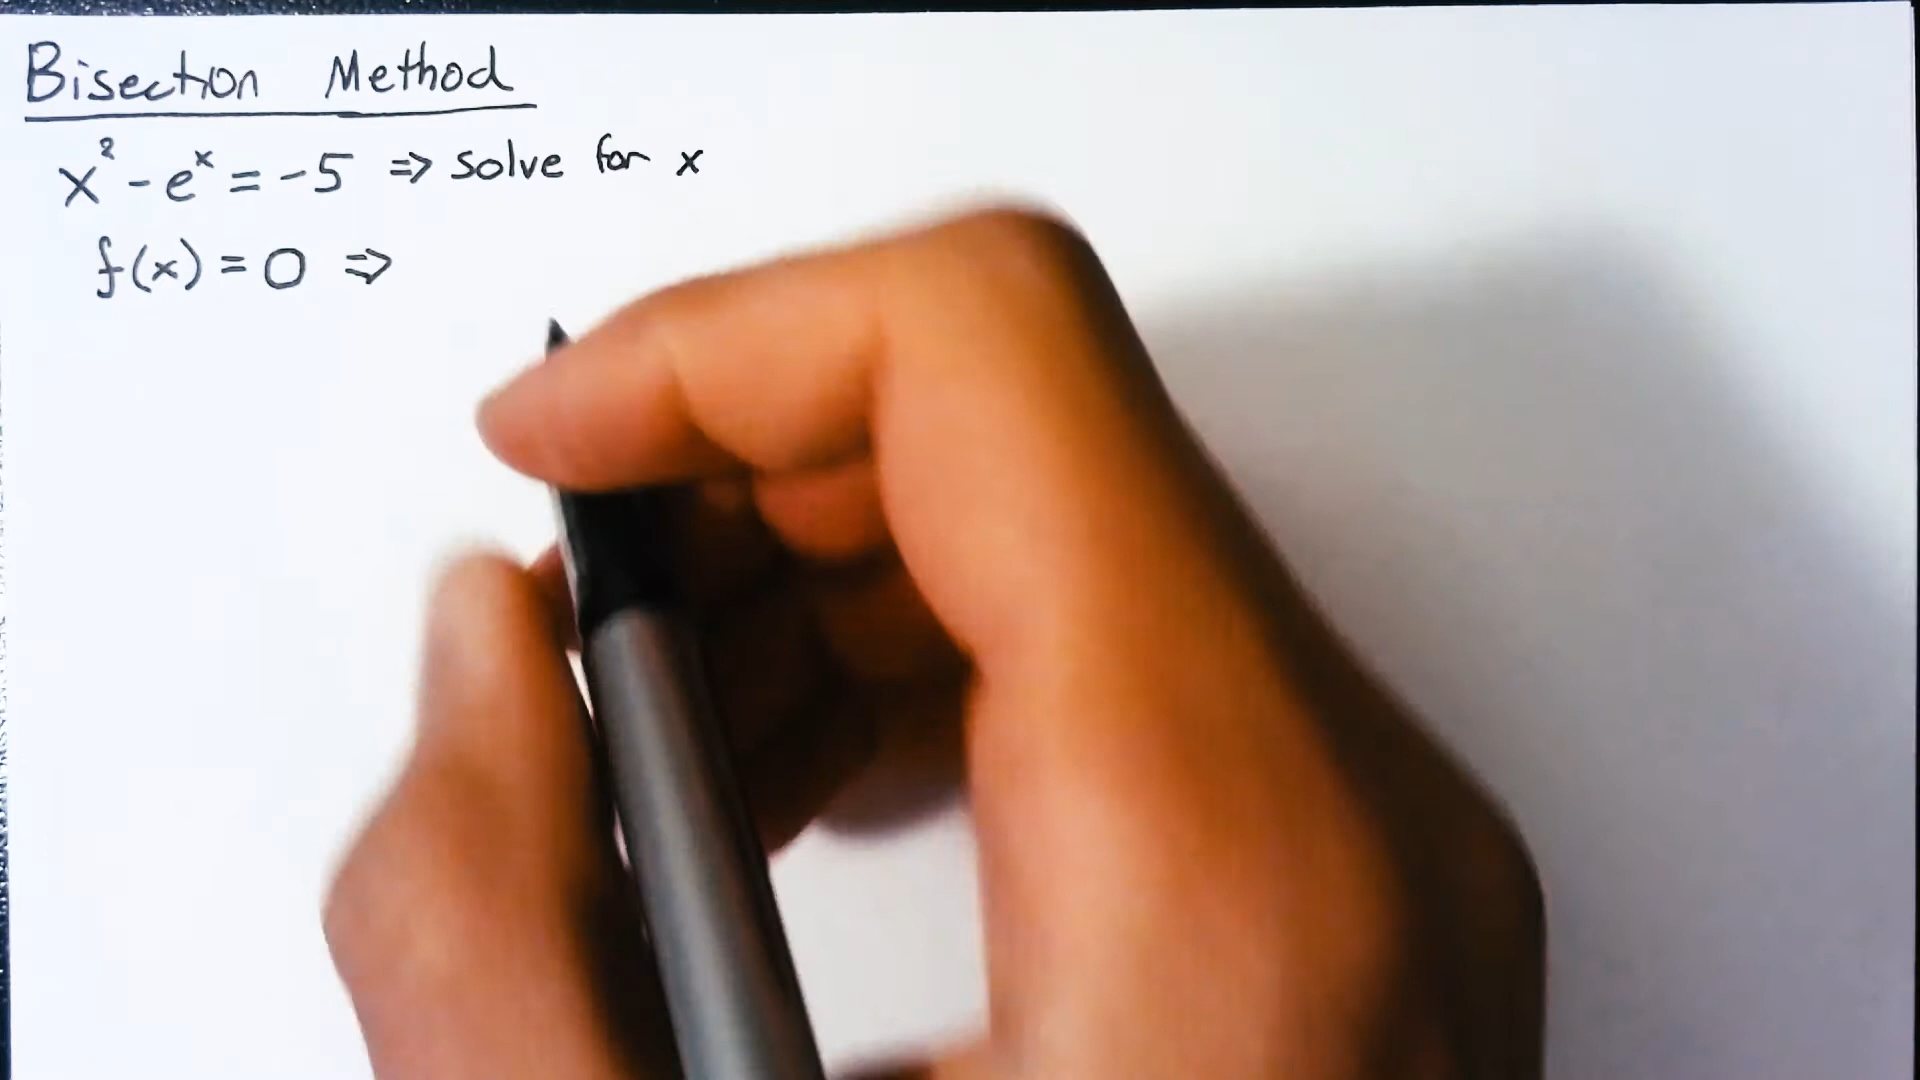 Bisection Method
x² - eˣ = -5 ⇒ solve for x
f(x) = 0 ⇒